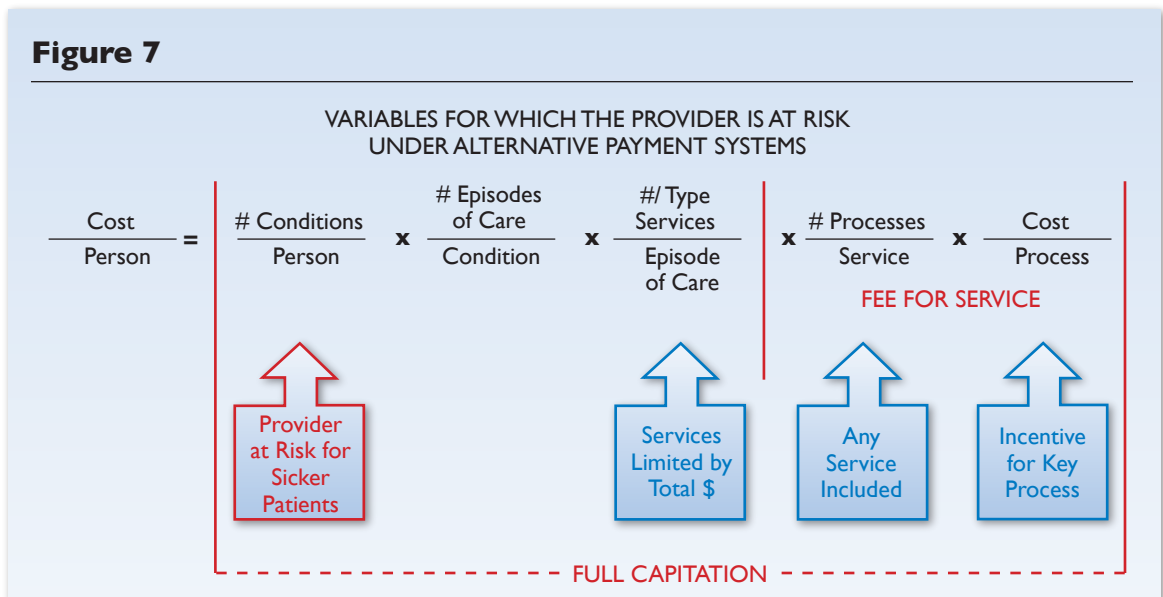 Figure 7
VARIABLES FOR WHICH THE PROVIDER IS AT RISK
UNDER ALTERNATIVE PAYMENT SYSTEMS
Cost
Person
=
# Conditions
Person
x
# Episodes
of Care
Condition
x
#/ Type
Services
Episode
of Care
x
# Processes
Service
x
Cost
Process
FEE FOR SERVICE
Provider
at Risk for
Sicker
Patients
Services
Limited by
Total $
Any
Service
Included
Incentive
for Key
Process
FULL CAPITATION